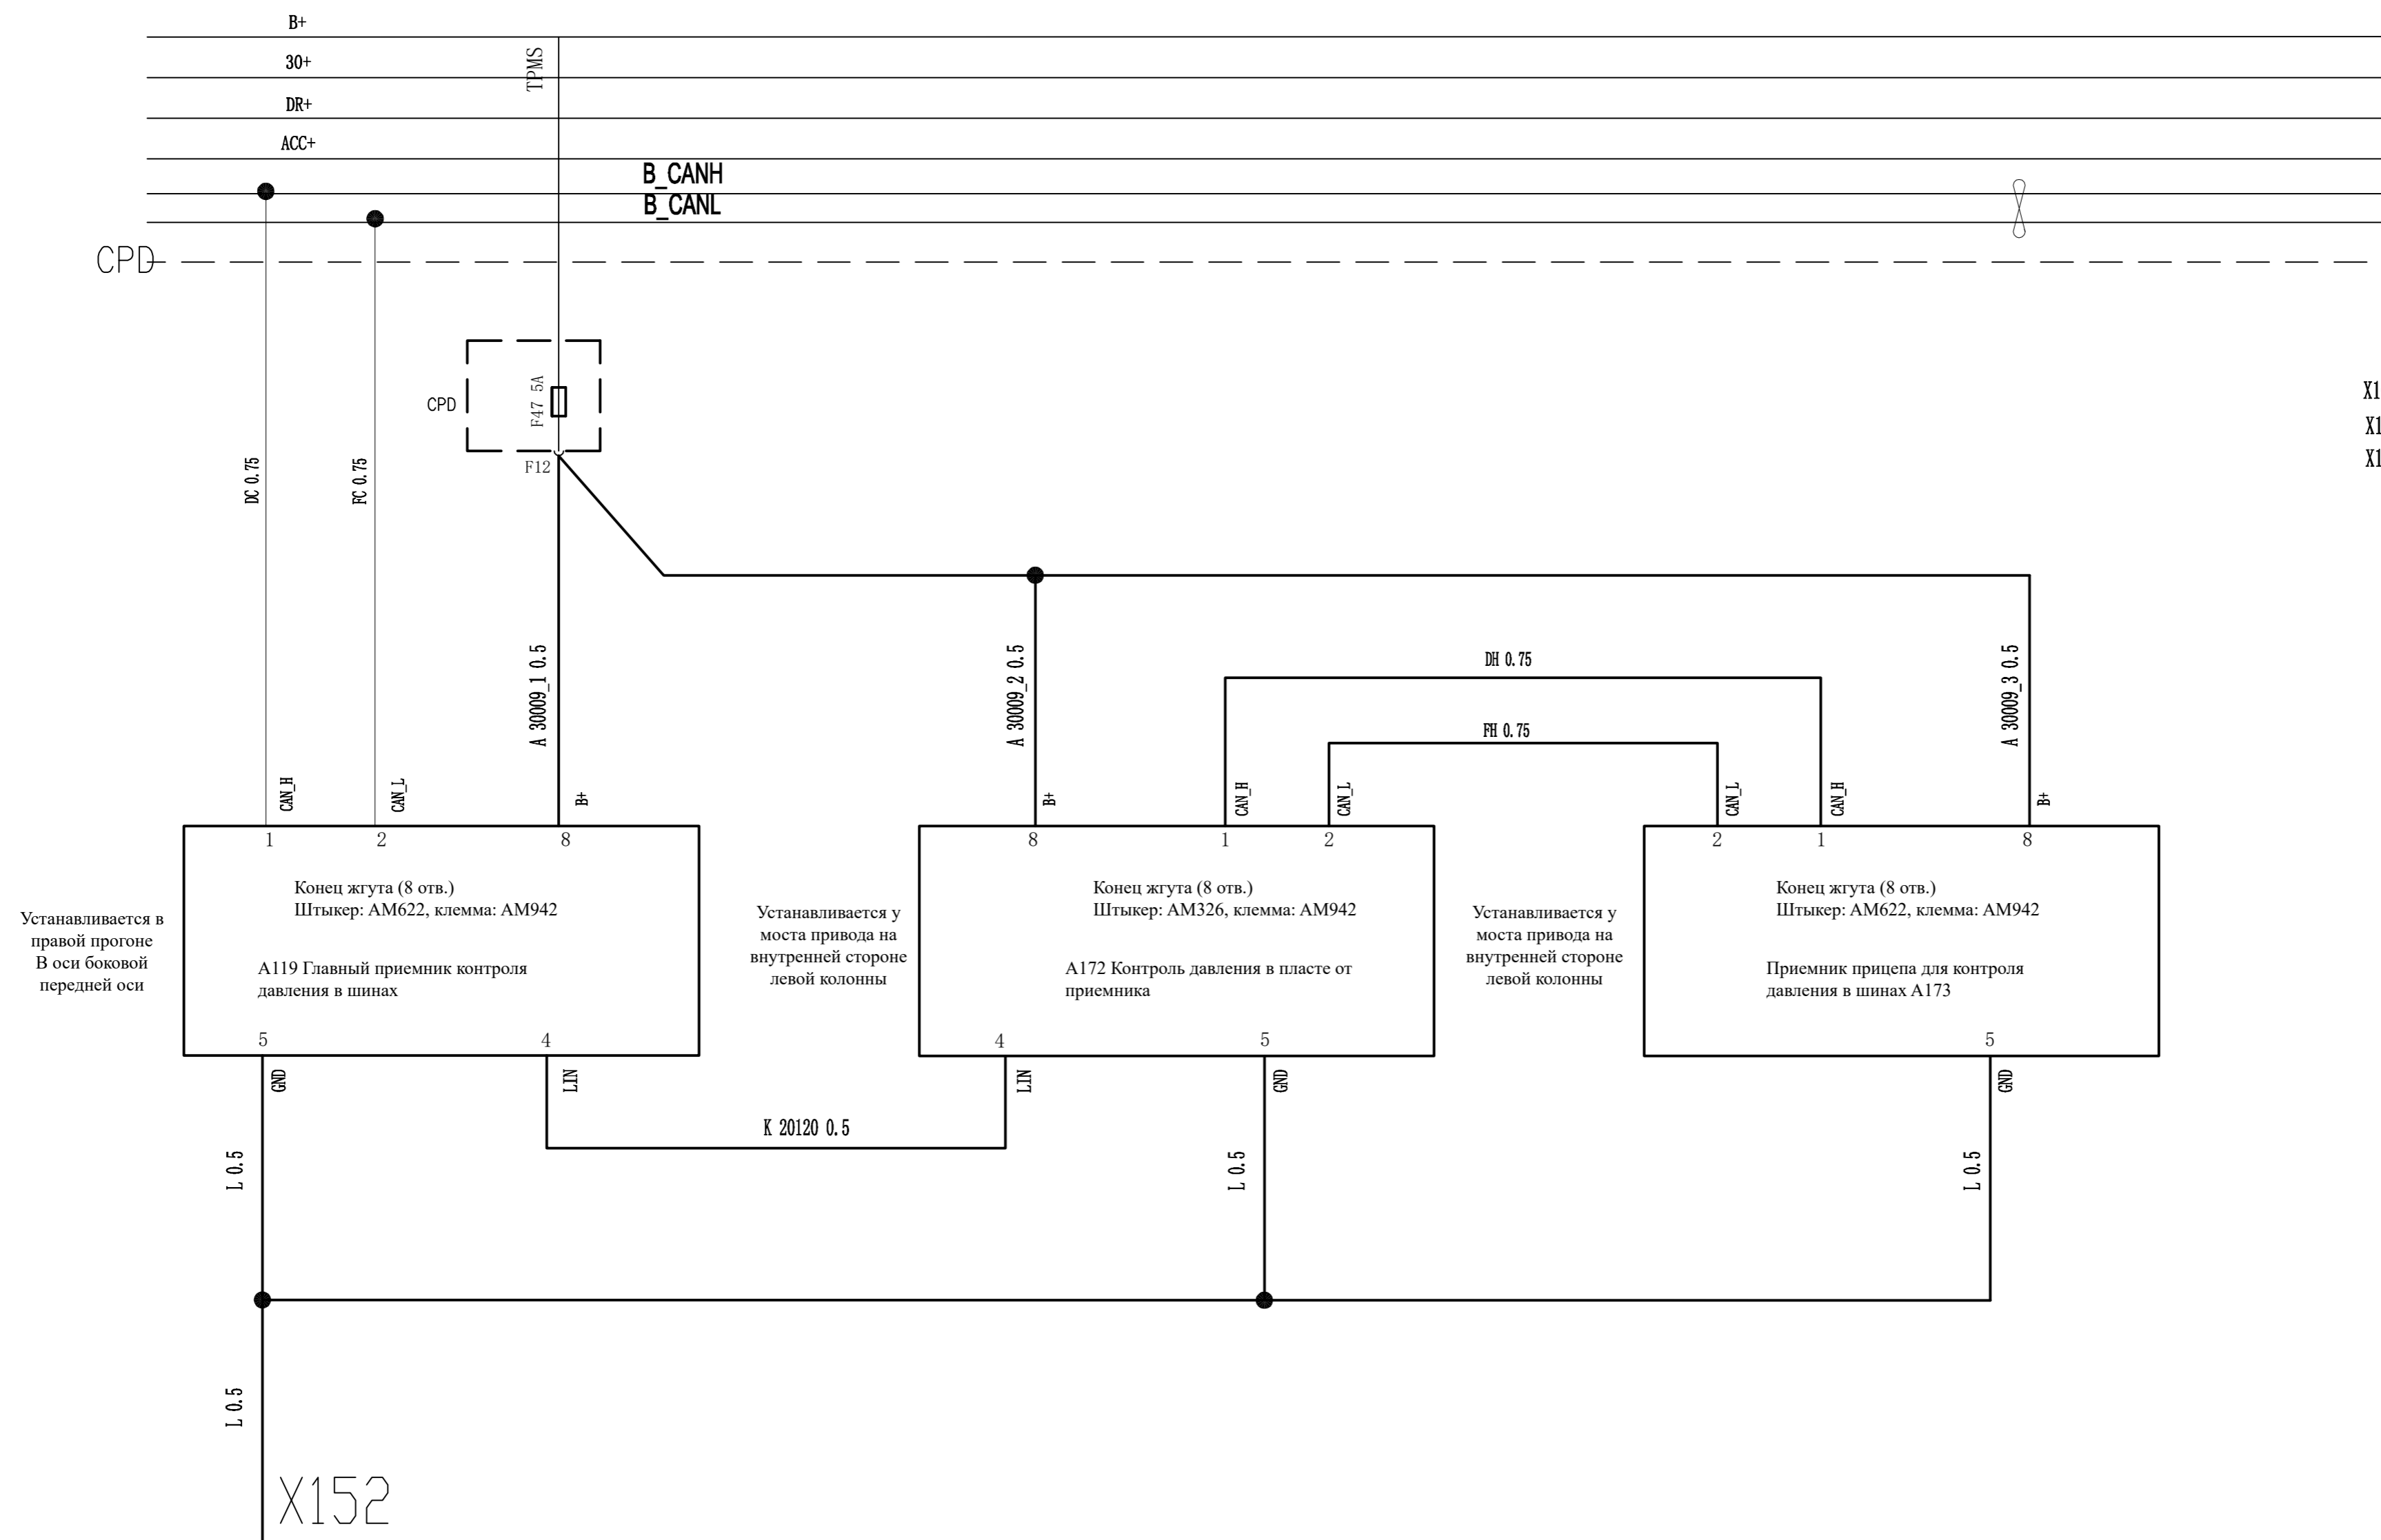 B+
30+
TPMS
DR+
ACC+
B_CANH
B_CANL
CPD
CPD
F47 5A
F12
X1
X1
X1
DC 0.75
FC 0.75
A 30009_1 0.5
A 30009_2 0.5
A 30009_3 0.5
DH 0.75
FH 0.75
CAN_H
CAN_L
B+
B+
CAN_H
CAN_L
CAN_L
CAN_H
B+
1
2
8
8
1
2
2
1
8
Устанавливается в
правой прогоне
В оси боковой
передней оси
Конец жгута (8 отв.)
Штыкер: AM622, клемма: AM942
A119 Главный приемник контроля
давления в шинах
Устанавливается у
моста привода на
внутренней стороне
левой колонны
Конец жгута (8 отв.)
Штыкер: AM326, клемма: AM942
A172 Контроль давления в пласте от
приемника
Устанавливается у
моста привода на
внутренней стороне
левой колонны
Конец жгута (8 отв.)
Штыкер: AM622, клемма: AM942
Приемник прицепа для контроля
давления в шинах A173
5
4
4
5
5
GND
LIN
LIN
GND
GND
K 20120 0.5
L 0.5
L 0.5
L 0.5
L 0.5
X152